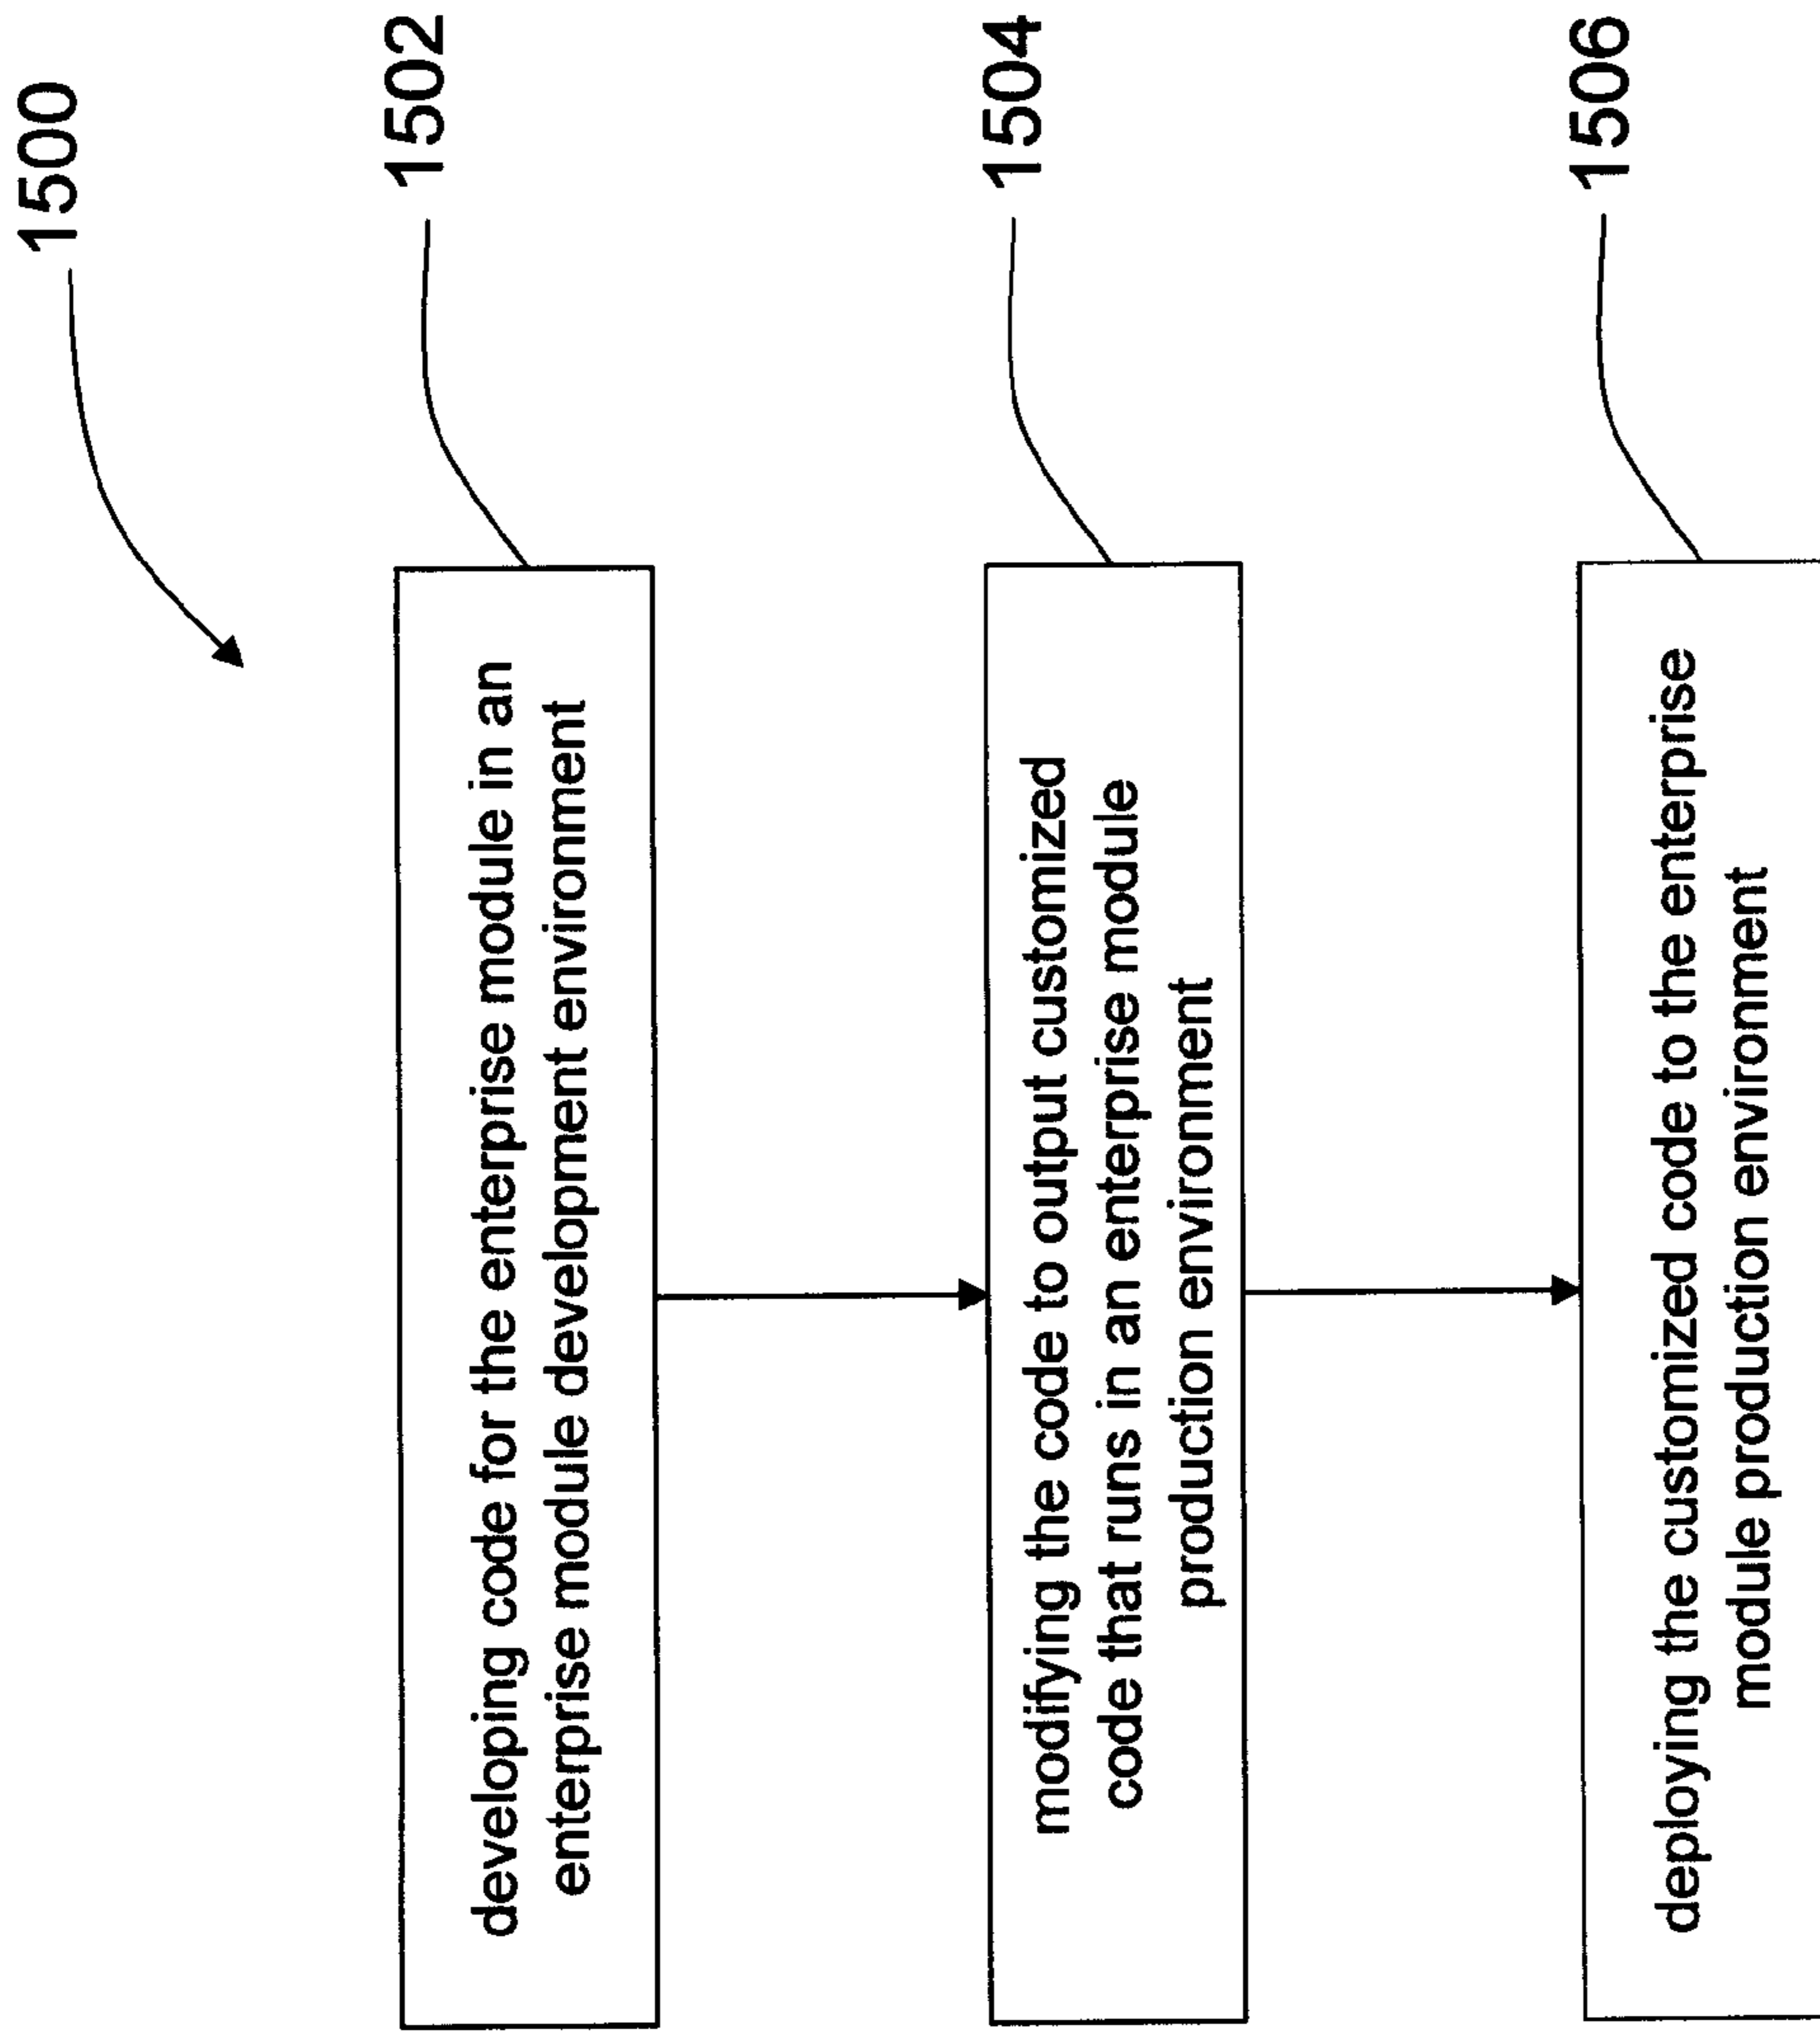 1500
developing code for the enterprise module in an
enterprise module development environment
1502
modifying the code to output customized
code that runs in an enterprise module
production environment
1504
deploying the customized code to the enterprise
module production environment
1506